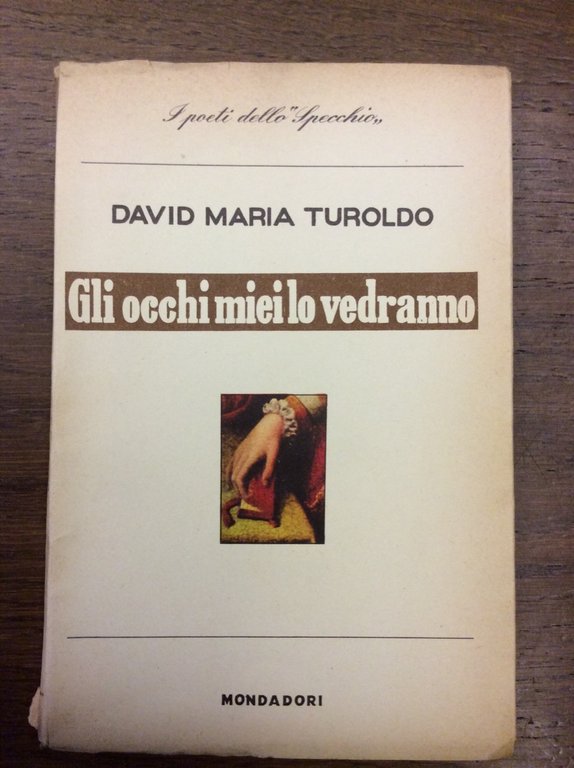 I poeti dello "Specchio„
DAVID MARIA TUROLDO
Gli occhi miei lo vedranno
MONDADORI